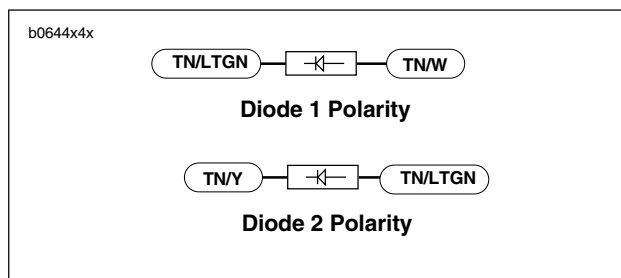 b0644x4x
TN/LTGN TN/W
Diode 1 Polarity
TN/Y TN/LTGN
Diode 2 Polarity